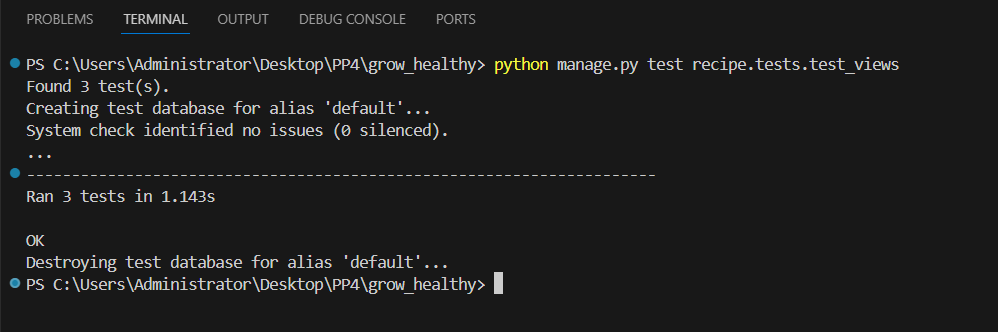 PROBLEMS TERMINAL OUTPUT DEBUG CONSOLE PORTS
PS C:\Users\Administrator\Desktop\PP4\grow_healthy> python manage.py test recipe.tests.test_views
Found 3 test(s).
Creating test database for alias 'default'...
System check identified no issues (0 silenced).
...
----------------------------------------------------------------------
Ran 3 tests in 1.143s

OK
Destroying test database for alias 'default'...
PS C:\Users\Administrator\Desktop\PP4\grow_healthy>